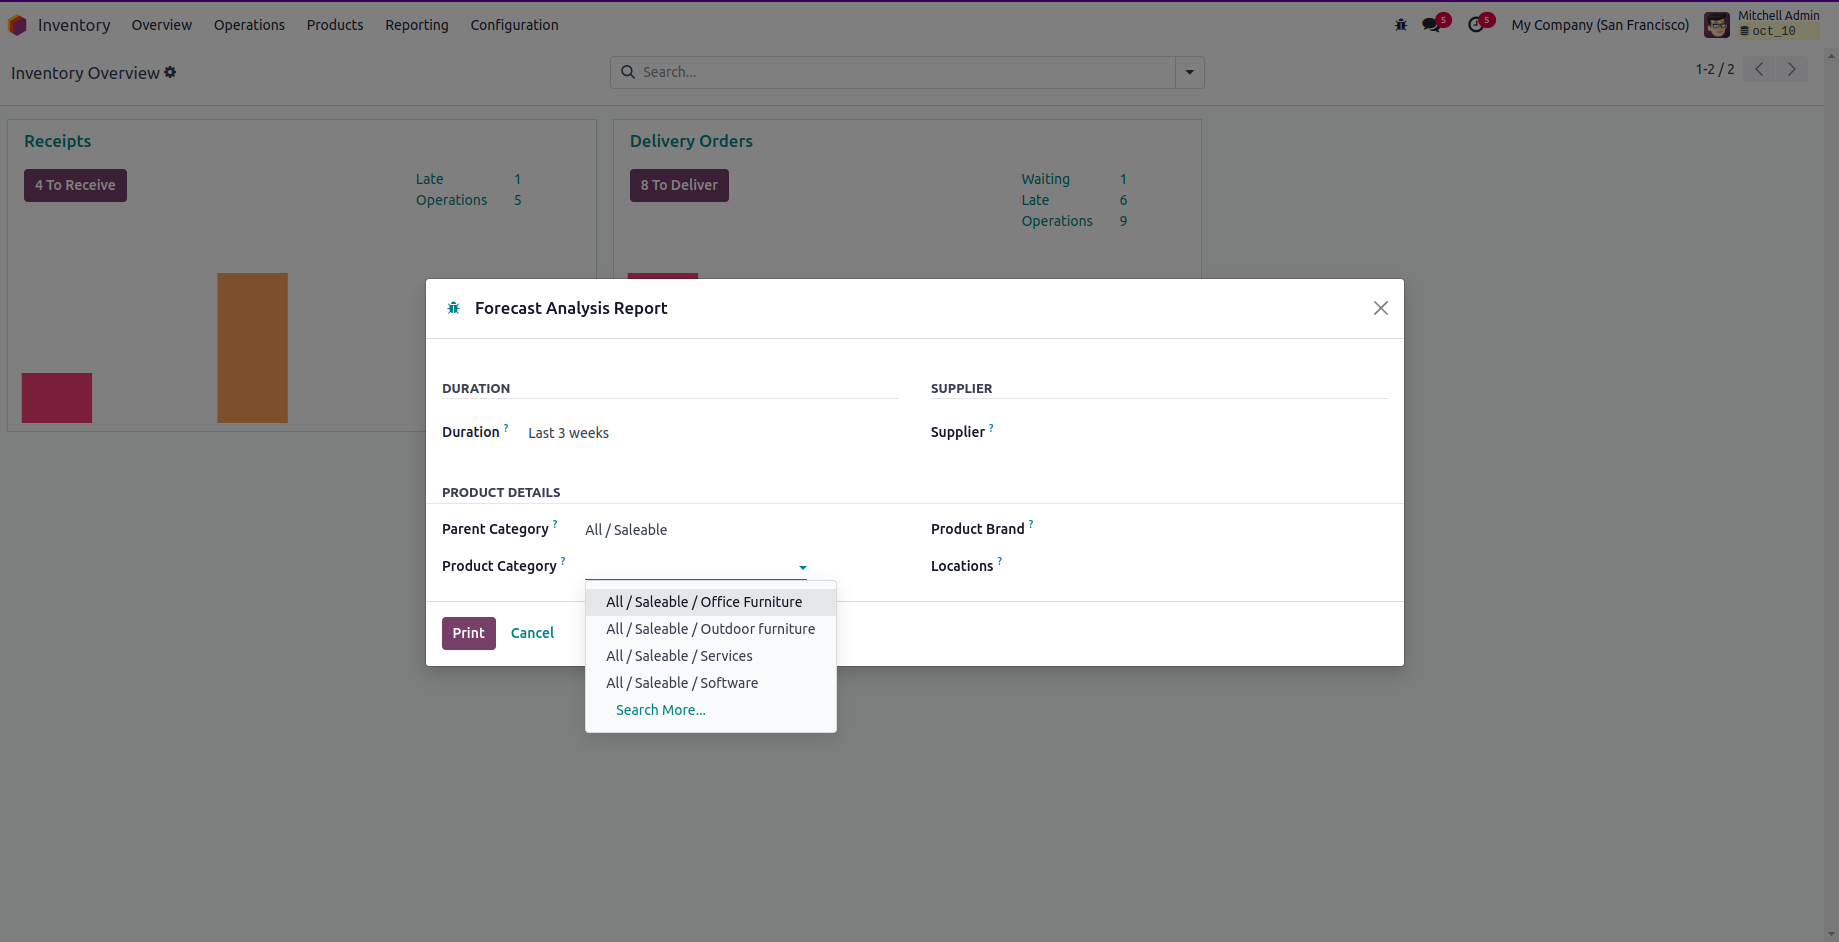 Inventory Overview Operations Products Reporting Configuration 5 5 My Company (San Francisco) Mitchell Admin
oct_10
Inventory Overview Search... 1-2 / 2
Receipts
4 To Receive
Late 1
Operations 5
Delivery Orders
8 To Deliver
Waiting 1
Late 6
Operations 9
Forecast Analysis Report
DURATION
Duration ? Last 3 weeks
SUPPLIER
Supplier ?
PRODUCT DETAILS
Parent Category ? All / Saleable
Product Brand ?
Product Category ?
Locations ?
All / Saleable / Office Furniture
All / Saleable / Outdoor furniture
All / Saleable / Services
All / Saleable / Software
Search More...
Print Cancel